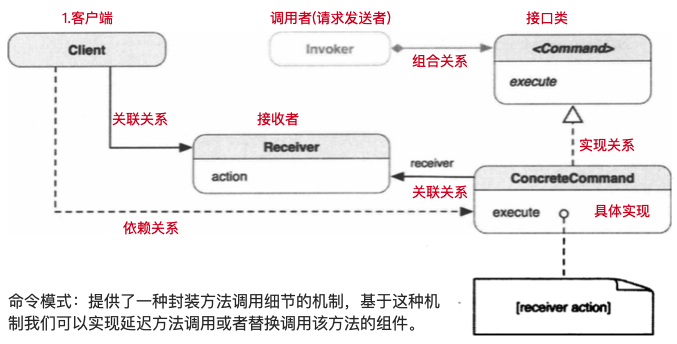 1.客户端
调用者(请求发送者)
接口类
Client
Invoker
<Command>
组合关系
execute
关联关系
接收者
实现关系
Receiver
action
receiver
ConcreteCommand
关联关系
execute
具体实现
依赖关系
命令模式：提供了一种封装方法调用细节的机制，基于这种机
制我们可以实现延迟方法调用或者替换调用该方法的组件。
[receiver action]